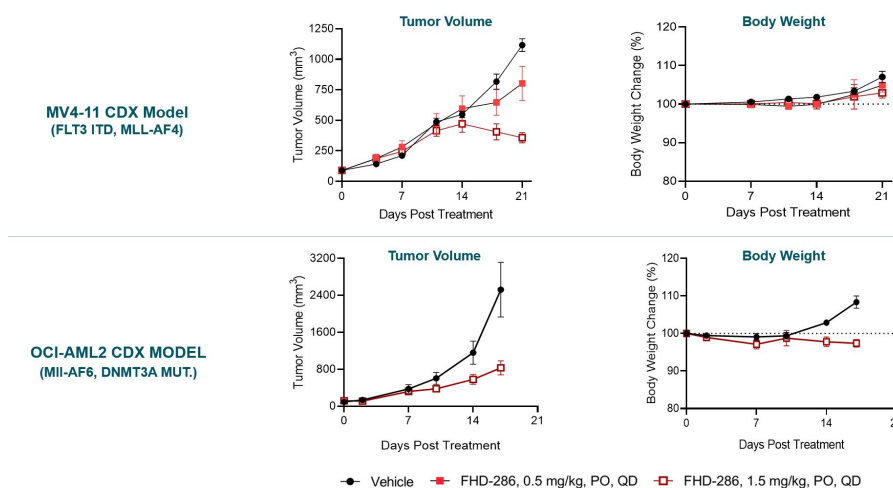 MV4-11 CDX Model
(FLT3 ITD, MLL-AF4)
Tumor Volume
Tumor Volume (mm³)
1250
1000
750
500
250
0
0 7 14 21
Days Post Treatment
Body Weight
Body Weight Change (%)
120
110
100
90
80
0 7 14 21
Days Post Treatment
OCI-AML2 CDX MODEL
(MII-AF6, DNMT3A MUT.)
Tumor Volume
Tumor Volume (mm³)
3200
2400
1600
800
0
0 7 14 21
Days Post Treatment
Body Weight
Body Weight Change (%)
120
110
100
90
80
0 7 14
Days Post Treatment
Vehicle FHD-286, 0.5 mg/kg, PO, QD FHD-286, 1.5 mg/kg, PO, QD